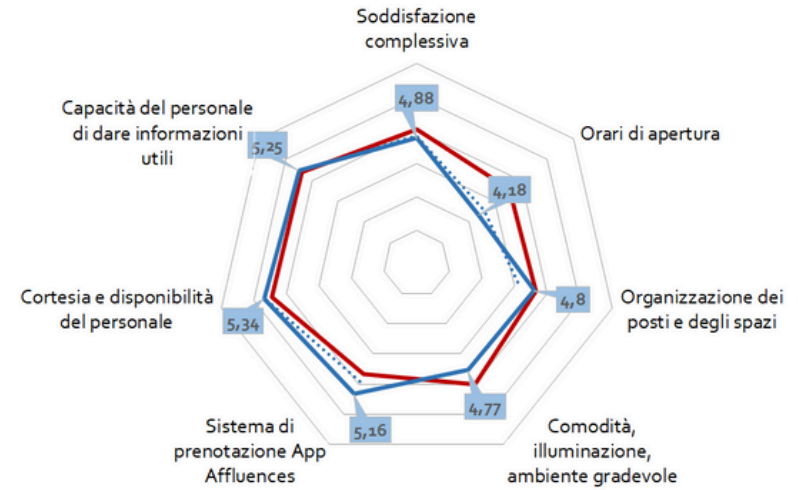 Soddisfazione
complessiva
4,88
Capacità del personale
di dare informazioni
utili
5,25
Orari di apertura
4,18
Cortesia e disponibilità
del personale
5,34
Organizzazione dei
posti e degli spazi
4,8
Sistema di
prenotazione App
Affluences
5,16
Comodità,
illuminazione,
ambiente gradevole
4,77